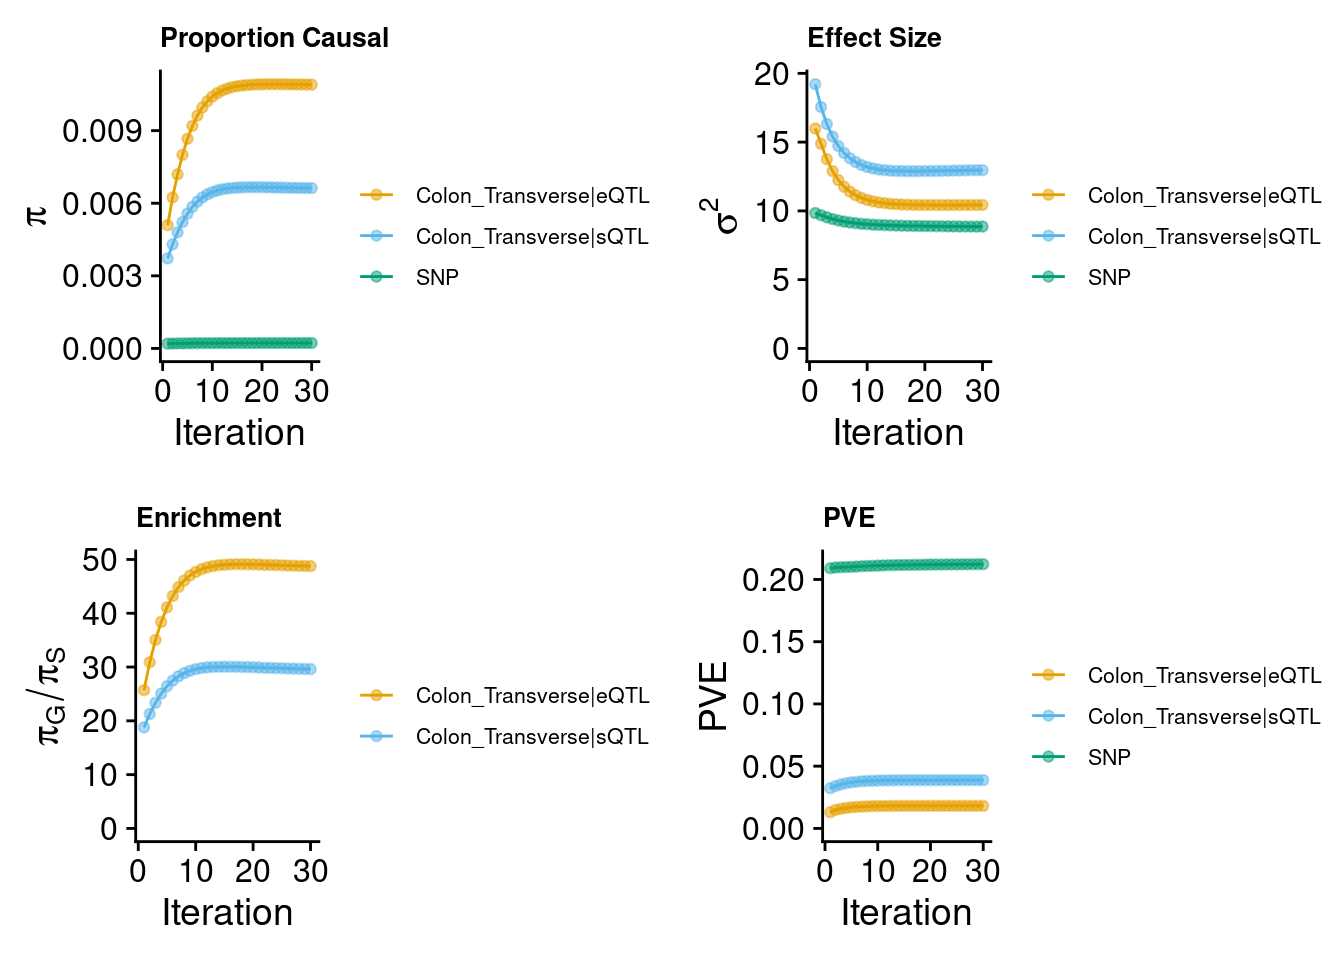 Proportion Causal
π
0.009
0.006
0.003
0.000
0 10 20 30
Iteration
Colon_Transverse|eQTL
Colon_Transverse|sQTL
SNP
Effect Size
σ²
20
15
10
5
0
0 10 20 30
Iteration
Colon_Transverse|eQTL
Colon_Transverse|sQTL
SNP
Enrichment
π_G/π_S
50
40
30
20
10
0
0 10 20 30
Iteration
Colon_Transverse|eQTL
Colon_Transverse|sQTL
PVE
PVE
0.20
0.15
0.10
0.05
0.00
0 10 20 30
Iteration
Colon_Transverse|eQTL
Colon_Transverse|sQTL
SNP